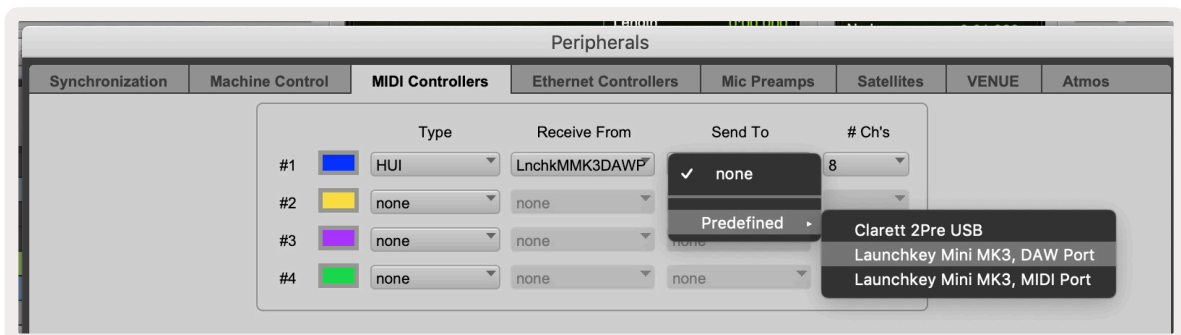 Length
Peripherals
Synchronization Machine Control MIDI Controllers Ethernet Controllers Mic Preamps Satellites VENUE Atmos
Type Receive From Send To # Ch's
#1 HUI LnchkMMK3DAWP ✓ none 8
#2 none none
Predefined
Clarett 2Pre USB
#3 none none none
Launchkey Mini MK3, DAW Port
#4 none none none
Launchkey Mini MK3, MIDI Port